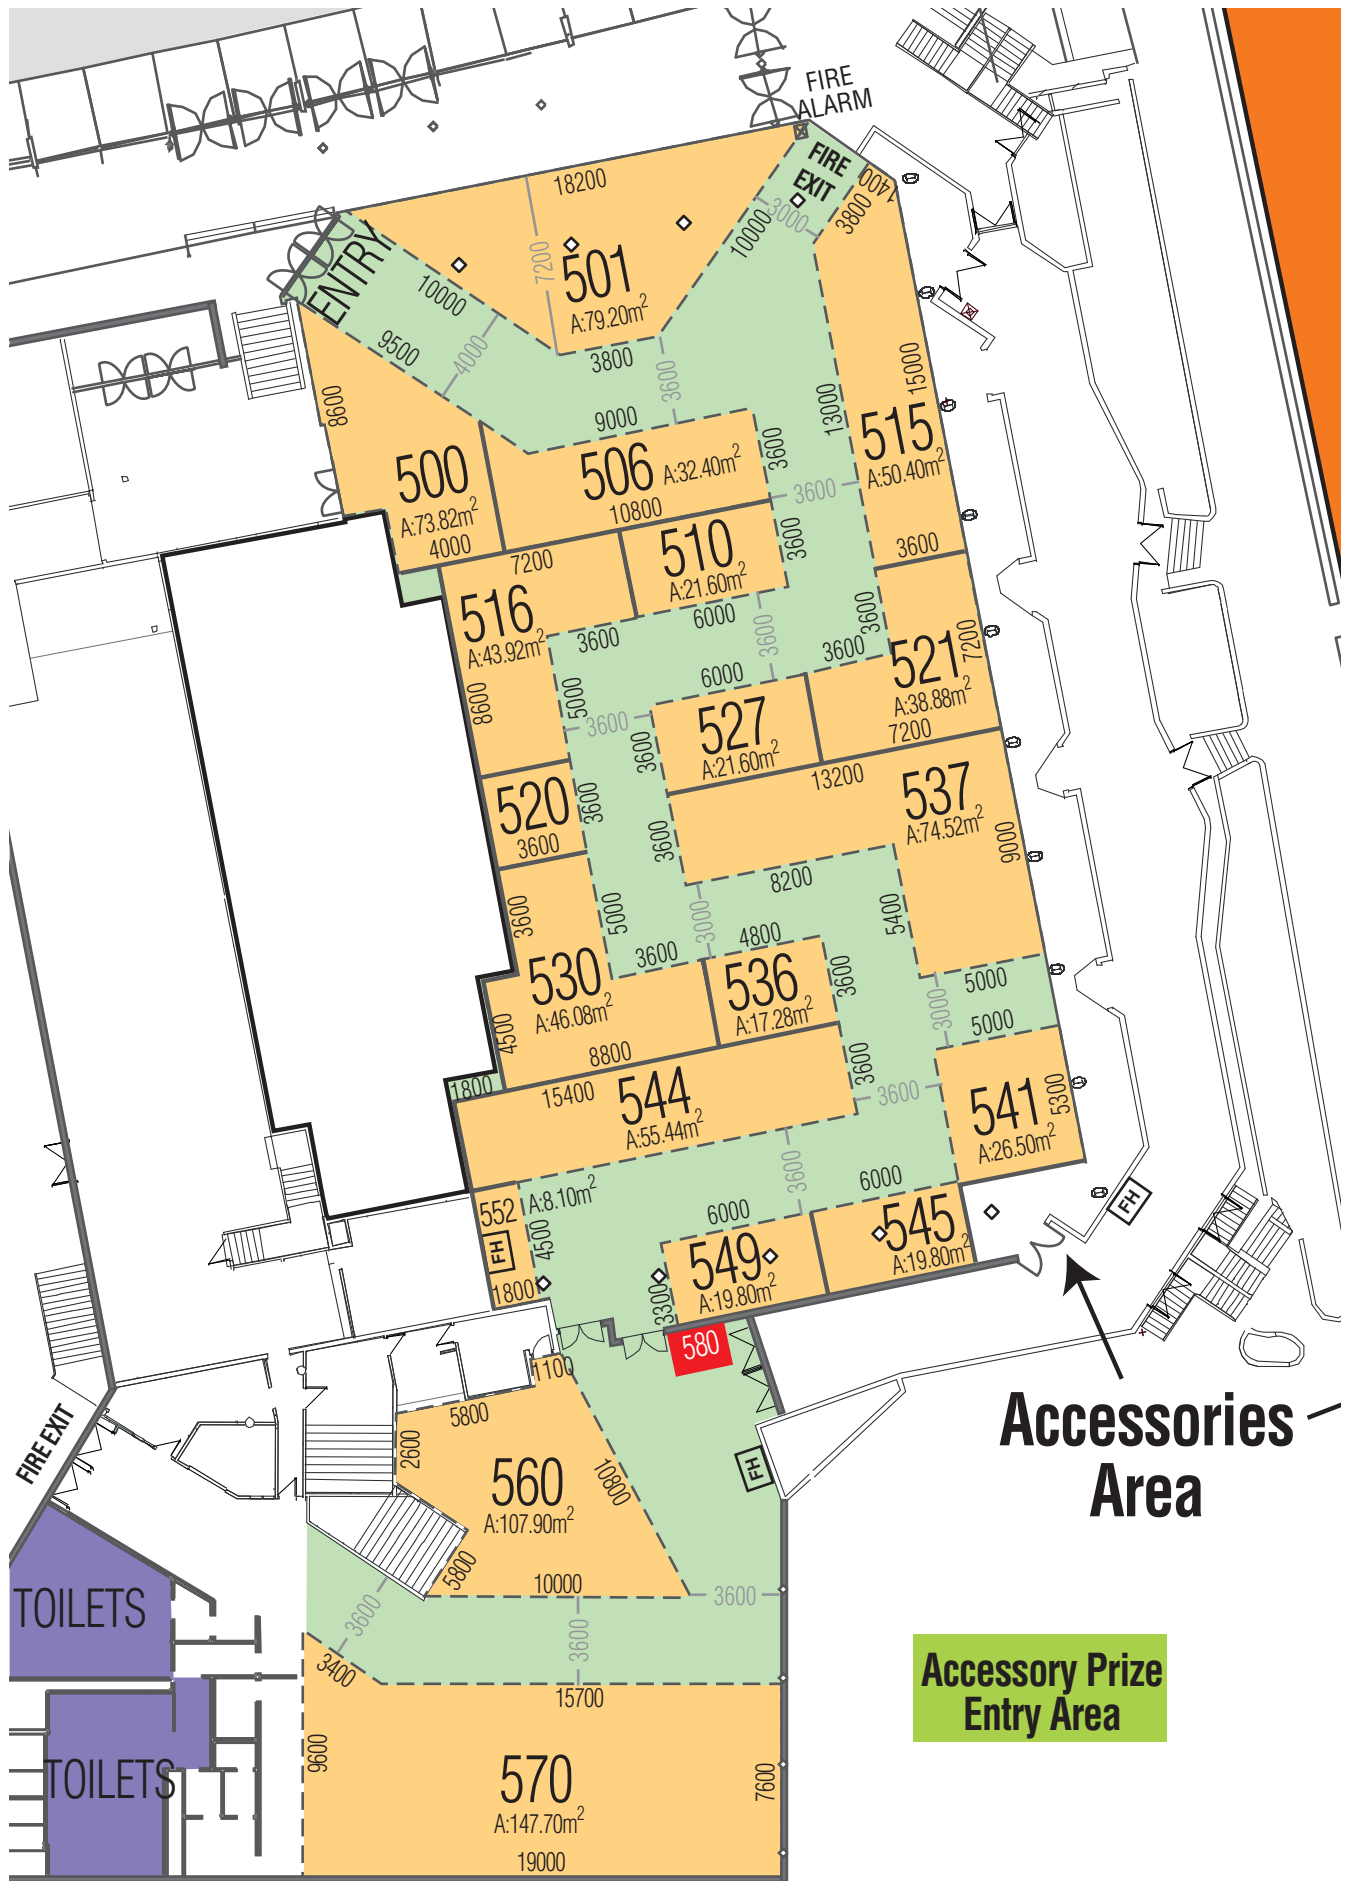 FIRE
ALARM
FIRE
EXIT
1400
3800
3000
10000
18200
7200
501
A:79.20m²
ENTRY
10000
9500
4000
3800
3600
8600
500
A:73.82m²
4000
9000
506 A:32.40m²
10800
3600
13000
15000
515
A:50.40m²
3600
3600
7200
510
A:21.60m²
3600
6000
3600
516
A:43.92m²
3600
8600
5000
3600
3600
3600
521
A:38.88m²
7200
7200
6000
527
A:21.60m²
3600
13200
537
A:74.52m²
9000
520
3600
3600
3600
8200
5400
3600
5000
3000
3600
4800
530
A:46.08m²
4500
8800
536
A:17.28m²
3600
3000
5000
5000
1800
15400
544
A:55.44m²
3600
3600
541
A:26.50m²
5300
3600
6000
552
A:8.10m²
4500
FH
1800
6000
549
A:19.80m²
3300
545
A:19.80m²
FH
580
Accessories
Area
1100
5800
2600
560
A:107.90m²
10800
5800
10000
FH
FIRE EXIT
3600
3600
3600
TOILETS
TOILETS
3400
15700
9600
570
A:147.70m²
7600
19000
Accessory Prize
Entry Area